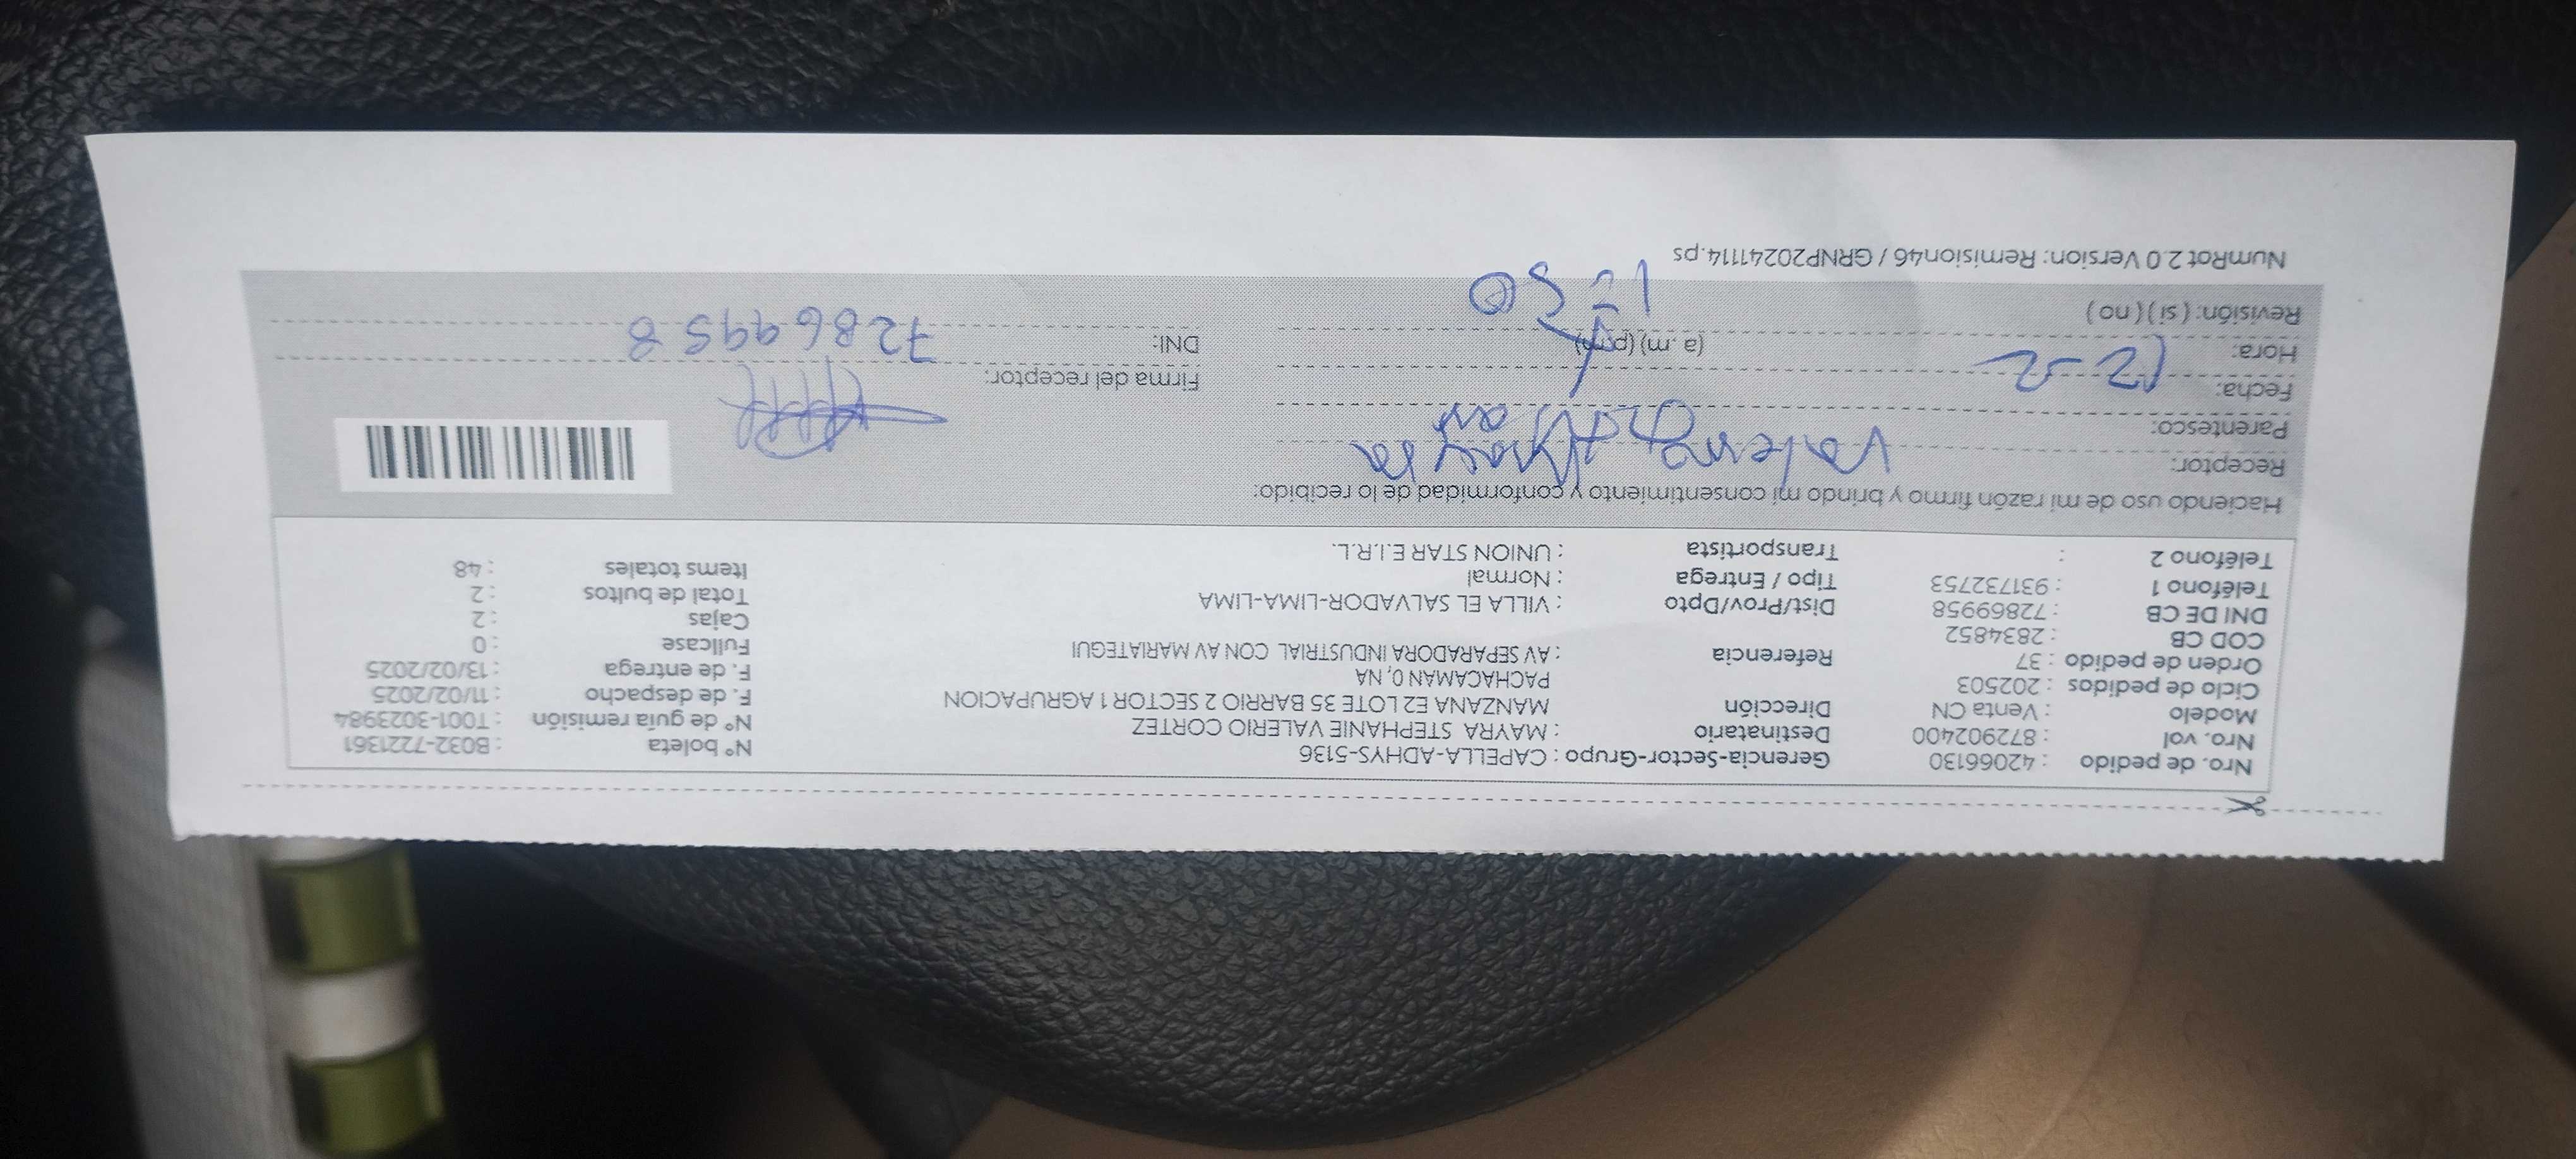 Nro. de pedido : 42066130 Gerencia-Sector-Grupo : CAPELLA-ADHYS-5136 N° boleta : B032-7221361
Nro. vol : 872902400 Destinatario : MAYRA STEPHANIE VALERIO CORTEZ N° de guía remisión : T001-3023984
Modelo : Venta CN Dirección MANZANA E2 LOTE 35 BARRIO 2 SECTOR 1 AGRUPACION F. de despacho : 11/02/2025
Ciclo de pedidos : 202503 PACHACAMAN 0, NA F. de entrega : 13/02/2025
Orden de pedido : 37 Referencia : AV SEPARADORA INDUSTRIAL CON AV MARIATEGUI Fullcase : 0
COD CB : 2834852 Cajas : 2
DNI DE CB : 72869958 Dist/Prov/Dpto : VILLA EL SALVADOR-LIMA-LIMA Total de bultos : 2
Teléfono 1 : 931732753 Tipo / Entrega : Normal Items totales : 48
Teléfono 2 : Transportista : UNION STAR E.I.R.L.
Haciendo uso de mi razón firmo y brindo mi consentimiento y conformidad de lo recibido:
Receptor: Mayra
Parentesco:
Fecha: 12-2 Firma del receptor:
Hora: (a .m) (p.m) DNI: 72869958
Revisión: ( si ) ( no )
NumRot 2.0 Version: Remision46 / GRNP20241114.ps